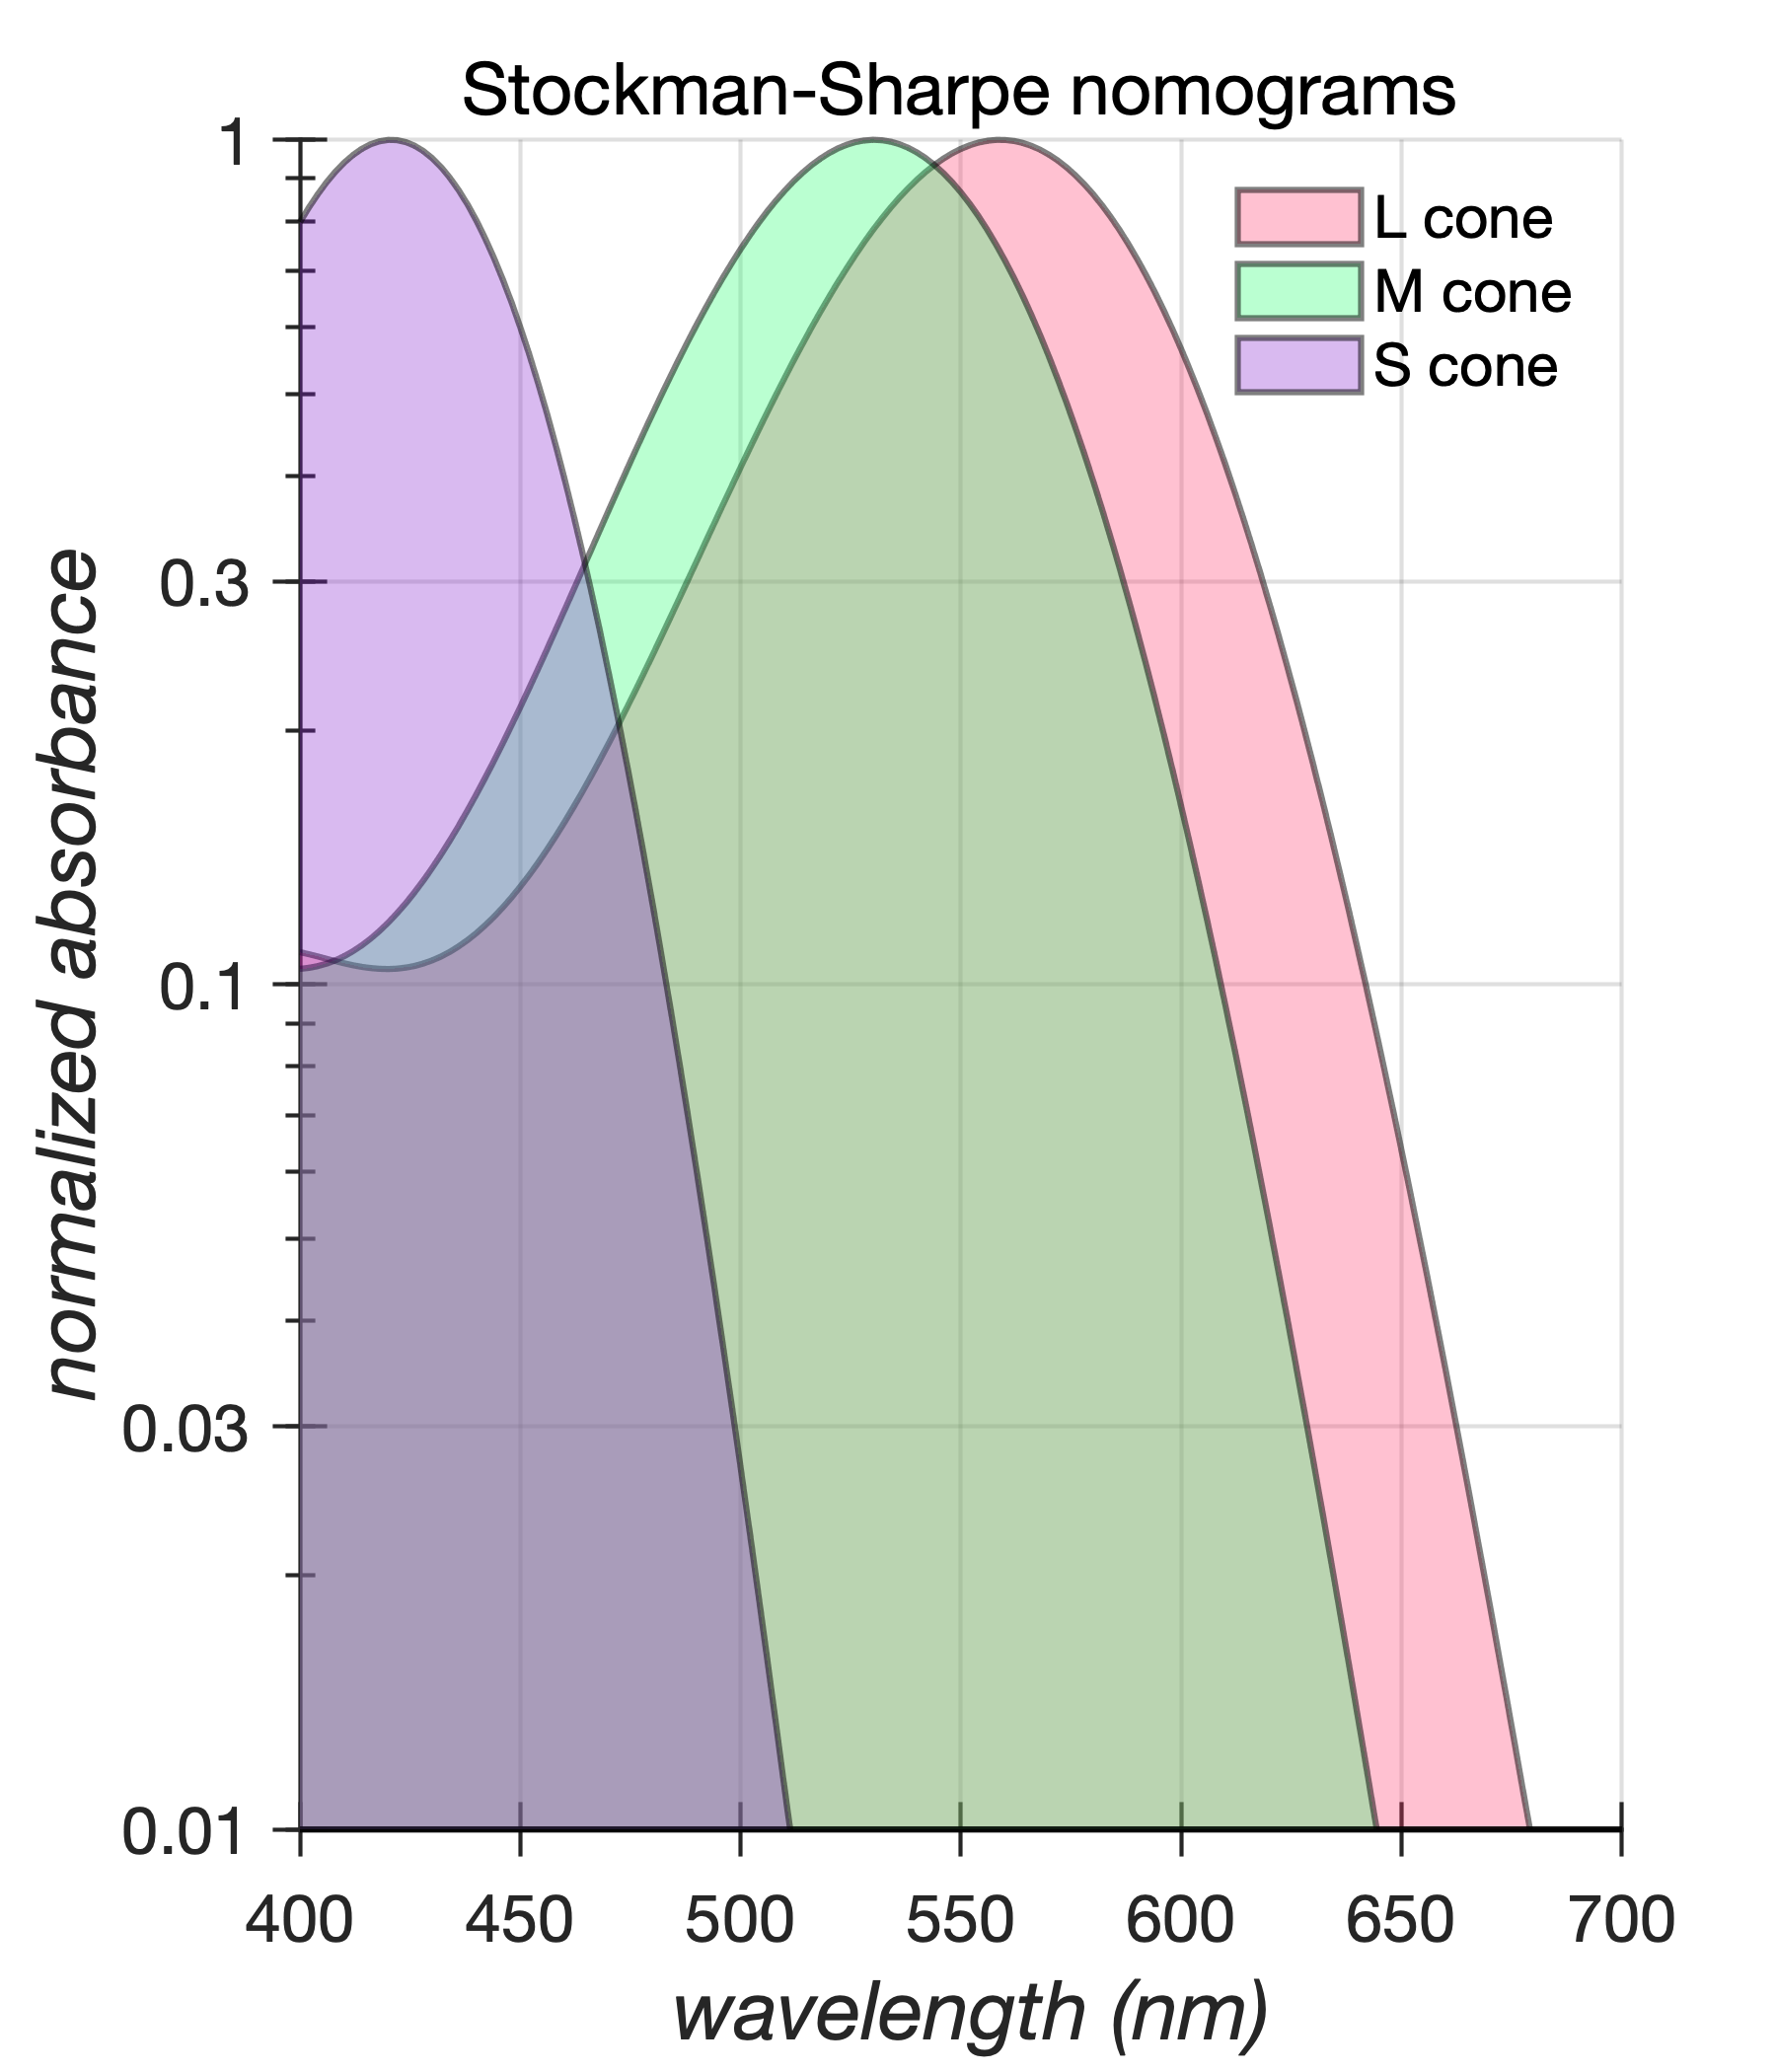 Stockman-Sharpe nomograms
1
0.3
0.1
0.03
0.01
normalized absorbance
L cone
M cone
S cone
400 450 500 550 600 650 700
wavelength (nm)